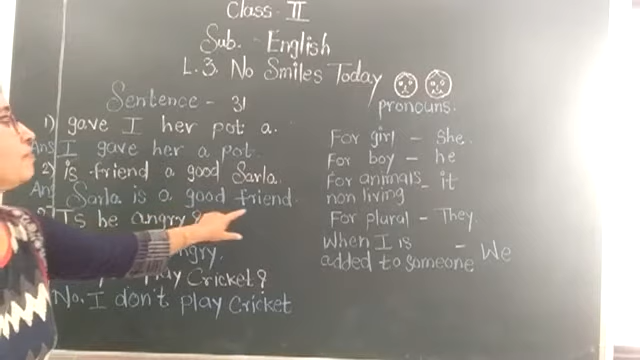 Class - II
Sub. - English
L.3. No Smiles Today
Sentence - 31
1) gave I her pot a.
Ans I gave her a pot.
2) is friend a good Sarla.
Ans Sarla is a good friend.
Is he angry?
angry.
play Cricket?
No. I don't play Cricket
pronouns.
For girl - She.
For boy - he
For animals - it
non living
For plural - They
When I is - We
added to someone